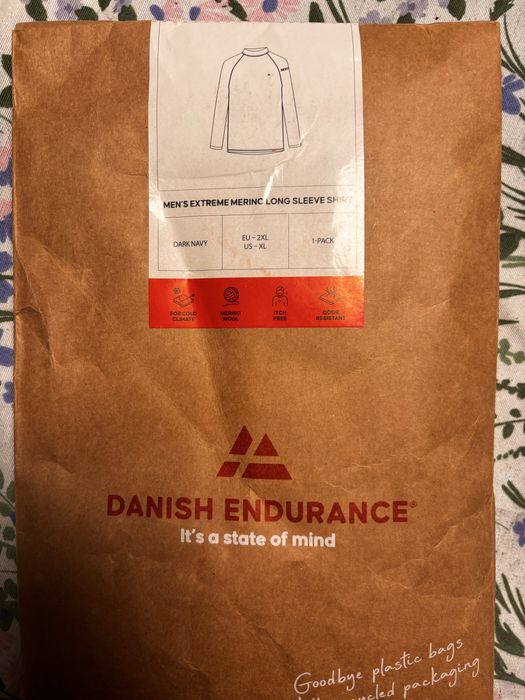 MEN'S EXTREME MERINO LONG SLEEVE SHIRT
DARK NAVY
EU – 2XL
US – XL
1-PACK
FOR COLD
CLIMATE
MERINO
WOOL
ITCH
FREE
ODOR
RESISTANT
DANISH ENDURANCE®
It's a state of mind
Goodbye plastic bags
packaging